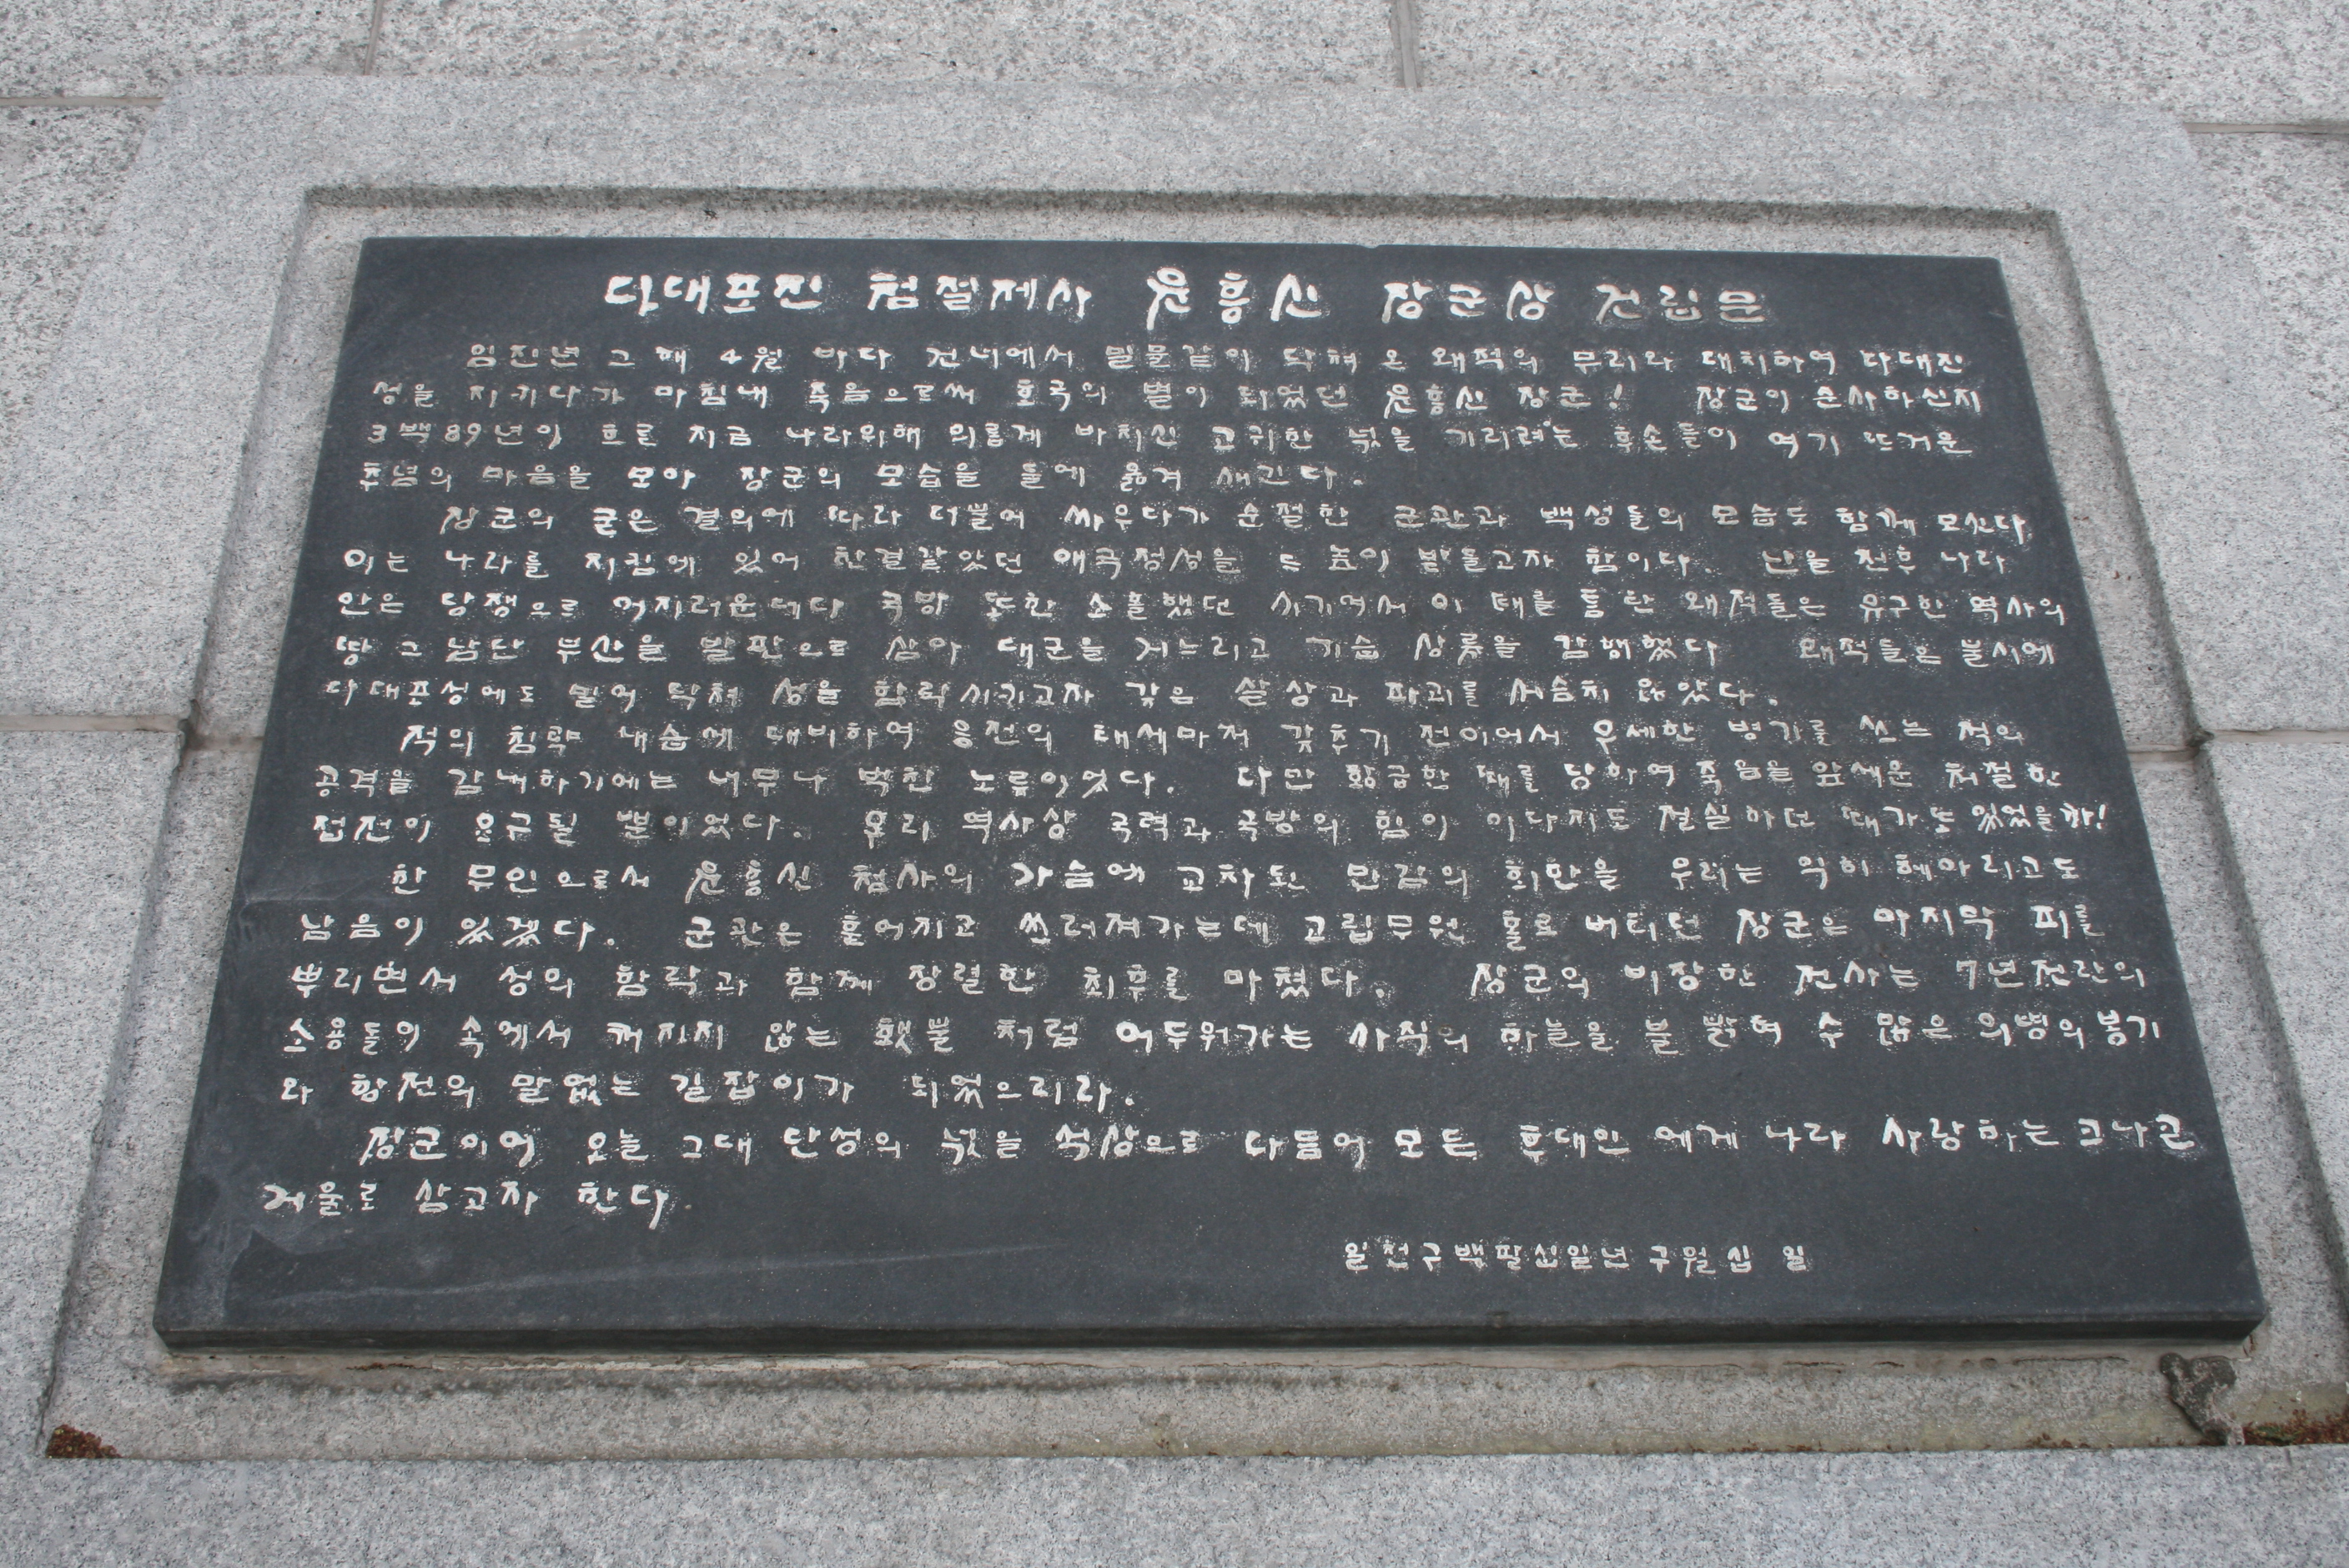 다대포진 첨절제사 윤흥신 장군상 건립문
임진년 그 해 4월 바다 건너에서 밀물같이 닥쳐 온 왜적의 무리와 대치하여 다대진
성을 지키다가 마침내 죽음으로써 호국의 별이 되었던 윤흥신 장군! 장군이 순사하신지
3백89년이 흐른 지금 나라위해 의롭게 바치신 고귀한 넋을 기리려는 후손들이 여기 뜨거운
추념의 마음을 모아 장군의 모습을 돌에 옮겨 새긴다.
장군의 굳은 결의에 따라 더불어 싸우다가 순절한 군관과 백성들의 모습도 함께 모신다.
이는 나라를 지킴에 있어 한결같았던 애국정성을 드높이 받들고자 함이다. 난을 전후 나라
안은 당쟁으로 어지러운데다 국방 또한 소홀했던 시기여서 이 때를 틈탄 왜적들은 유구한 역사의
땅 그 남단 부산을 발판으로 삼아 대군을 거느리고 기습 상륙을 감행했다 왜적들은 불시에
다대포성에도 밀어 닥쳐 성을 함락시키고자 갖은 살상과 파괴를 서슴치 않았다.
적의 침략 내습에 대비하여 응전의 태세마저 갖추기 전이어서 우세한 병기를 쓰는 적의
공격을 감내하기에는 너무나 벅찬 노릇이었다. 다만 황급한 때를 당하여 죽음을 앞세운 처절한
접전이 요구될 뿐이었다. 우리 역사상 국력과 국방의 힘이 이다지도 절실하던 때가 또 있었을까!
한 무인으로서 윤흥신 첨사의 가슴에 교차된 만감의 회한을 우리는 익히 헤아리고도
남음이 있겠다. 군관은 흩어지고 쓰러져가는데 고립무원 홀로 버티던 장군은 마지막 피를
뿌리면서 성의 함락과 함께 장렬한 최후를 마쳤다. 장군의 비장한 전사는 7년전란의
소용돌이 속에서 꺼지지 않는 횃불 처럼 어두워가는 사직의 하늘을 불 밝혀 수 많은 의병의 봉기
와 항전의 말없는 길잡이가 되었으리라.
장군이여 오늘 그대 단성의 넋을 석상으로 다듬어 모든 후대인 에게 나라 사랑하는 크나큰
거울로 삼고자 한다.
일천구백팔십일년 구월십 일